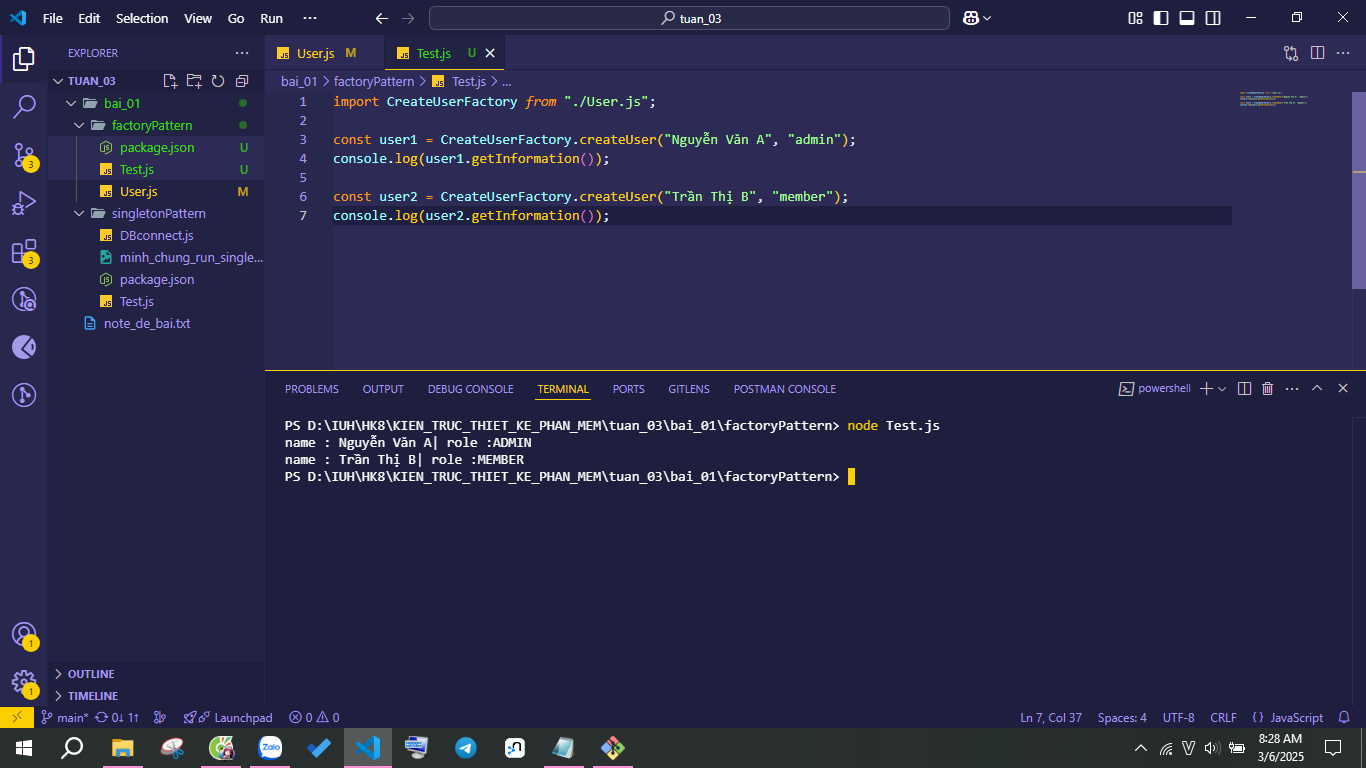 File Edit Selection View Go Run ···
tuan_03
EXPLORER ···
TUAN_03
bai_01
factoryPattern
package.json U
Test.js U
User.js M
singletonPattern
DBconnect.js
minh_chung_run_single...
package.json
Test.js
note_de_bai.txt
OUTLINE
TIMELINE
3
3
1
1
User.js M
Test.js U
bai_01 > factoryPattern > Test.js > ...
1 import CreateUserFactory from "./User.js";
2
3 const user1 = CreateUserFactory.createUser("Nguyễn Văn A", "admin");
4 console.log(user1.getInformation());
5
6 const user2 = CreateUserFactory.createUser("Trần Thị B", "member");
7 console.log(user2.getInformation());
PROBLEMS OUTPUT DEBUG CONSOLE TERMINAL PORTS GITLENS POSTMAN CONSOLE
powershell
PS D:\IUH\HK8\KIEN_TRUC_THIET_KE_PHAN_MEM\tuan_03\bai_01\factoryPattern> node Test.js
name : Nguyễn Văn A| role :ADMIN
name : Trần Thị B| role :MEMBER
PS D:\IUH\HK8\KIEN_TRUC_THIET_KE_PHAN_MEM\tuan_03\bai_01\factoryPattern>
main* 0↓ 1↑ Launchpad 0 0 Ln 7, Col 37 Spaces: 4 UTF-8 CRLF {} JavaScript
Zalo
8:28 AM
3/6/2025